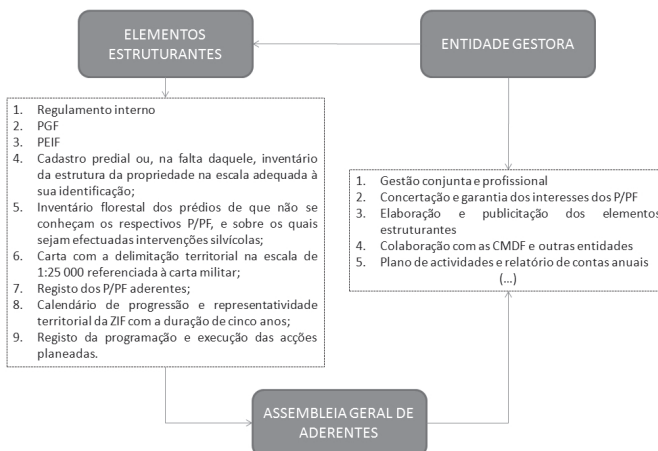 ELEMENTOS
ESTRUTURANTES
ENTIDADE GESTORA
1. Regulamento interno
2. PGF
3. PEIF
4. Cadastro predial ou, na falta daquele, inventário
da estrutura da propriedade na escala adequada à
sua identificação;
5. Inventário florestal dos prédios de que não se
conheçam os respectivos P/PF, e sobre os quais
sejam efectuadas intervenções silvícolas;
6. Carta com a delimitação territorial na escala de
1:25 000 referenciada à carta militar;
7. Registo dos P/PF aderentes;
8. Calendário de progressão e representatividade
territorial da ZIF com a duração de cinco anos;
9. Registo da programação e execução das acções
planeadas.
1. Gestão conjunta e profissional
2. Concertação e garantia dos interesses dos P/PF
3. Elaboração e publicitação dos elementos
estruturantes
4. Colaboração com as CMDF e outras entidades
5. Plano de actividades e relatório de contas anuais
(...)
ASSEMBLEIA GERAL DE
ADERENTES